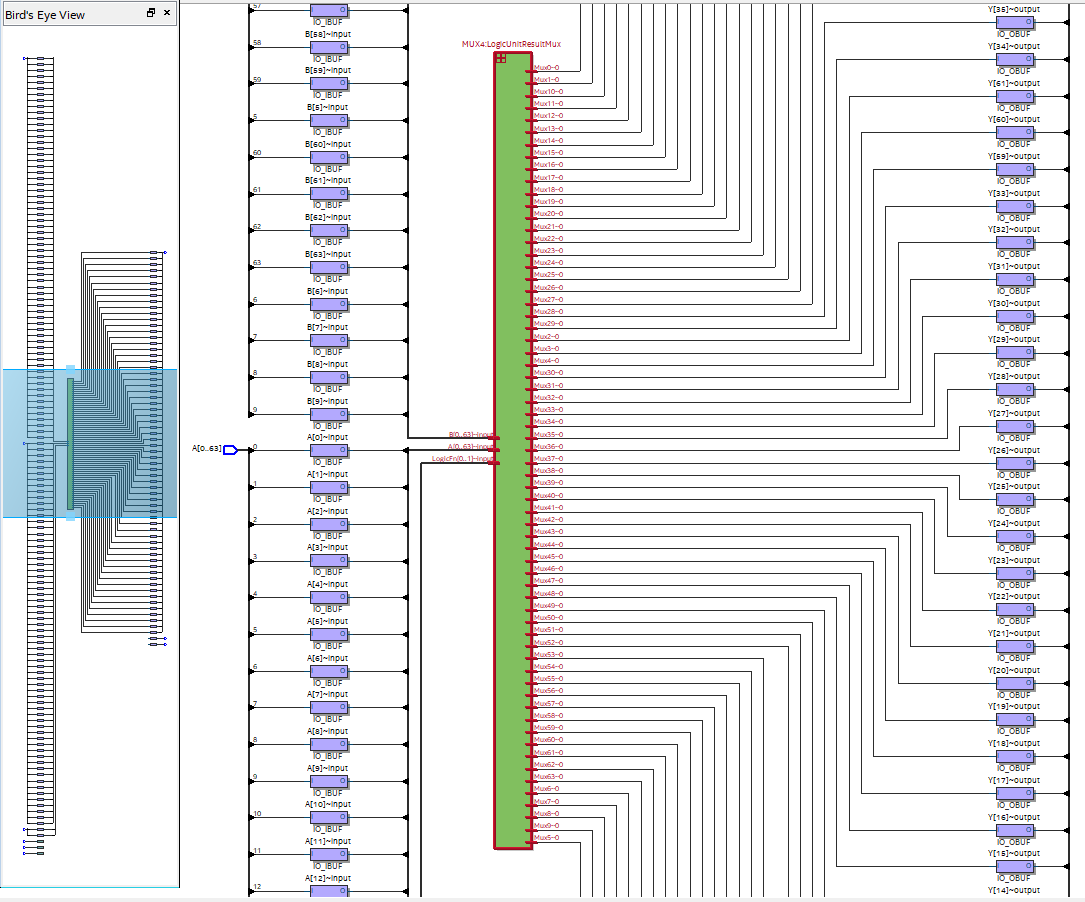 Bird's Eye View
57
IO_IBUF
B[58]~input
58
IO_IBUF
B[59]~input
59
IO_IBUF
B[5]~input
5
IO_IBUF
B[60]~input
60
IO_IBUF
B[61]~input
61
IO_IBUF
B[62]~input
62
IO_IBUF
B[63]~input
63
IO_IBUF
B[6]~input
6
IO_IBUF
B[7]~input
7
IO_IBUF
B[8]~input
8
IO_IBUF
B[9]~input
9
IO_IBUF
A[0..63]
A[0]~input
0
IO_IBUF
A[1]~input
1
IO_IBUF
A[2]~input
2
IO_IBUF
A[3]~input
3
IO_IBUF
A[4]~input
4
IO_IBUF
A[5]~input
5
IO_IBUF
A[6]~input
6
IO_IBUF
A[7]~input
7
IO_IBUF
A[8]~input
8
IO_IBUF
A[9]~input
9
IO_IBUF
A[10]~input
10
IO_IBUF
A[11]~input
11
IO_IBUF
A[12]~input
12
MUX4:LogicUnitResultMux
B[0..63]~input
A[0..63]~input
LogicFn[0..1]~input
Mux0~0
Mux1~0
Mux10~0
Mux11~0
Mux12~0
Mux13~0
Mux14~0
Mux15~0
Mux16~0
Mux17~0
Mux18~0
Mux19~0
Mux20~0
Mux21~0
Mux22~0
Mux23~0
Mux24~0
Mux25~0
Mux26~0
Mux27~0
Mux28~0
Mux29~0
Mux2~0
Mux3~0
Mux4~0
Mux30~0
Mux31~0
Mux32~0
Mux33~0
Mux34~0
Mux35~0
Mux36~0
Mux37~0
Mux38~0
Mux39~0
Mux40~0
Mux41~0
Mux42~0
Mux43~0
Mux44~0
Mux45~0
Mux46~0
Mux47~0
Mux48~0
Mux49~0
Mux50~0
Mux51~0
Mux52~0
Mux53~0
Mux54~0
Mux55~0
Mux56~0
Mux57~0
Mux58~0
Mux59~0
Mux60~0
Mux61~0
Mux62~0
Mux63~0
Mux6~0
Mux7~0
Mux8~0
Mux9~0
Mux5~0
Y[35]~output
IO_OBUF
Y[34]~output
IO_OBUF
Y[61]~output
IO_OBUF
Y[60]~output
IO_OBUF
Y[59]~output
IO_OBUF
Y[33]~output
IO_OBUF
Y[32]~output
IO_OBUF
Y[31]~output
IO_OBUF
Y[30]~output
IO_OBUF
Y[29]~output
IO_OBUF
Y[28]~output
IO_OBUF
Y[27]~output
IO_OBUF
Y[26]~output
IO_OBUF
Y[25]~output
IO_OBUF
Y[24]~output
IO_OBUF
Y[23]~output
IO_OBUF
Y[22]~output
IO_OBUF
Y[21]~output
IO_OBUF
Y[20]~output
IO_OBUF
Y[19]~output
IO_OBUF
Y[18]~output
IO_OBUF
Y[17]~output
IO_OBUF
Y[16]~output
IO_OBUF
Y[15]~output
IO_OBUF
Y[14]~output